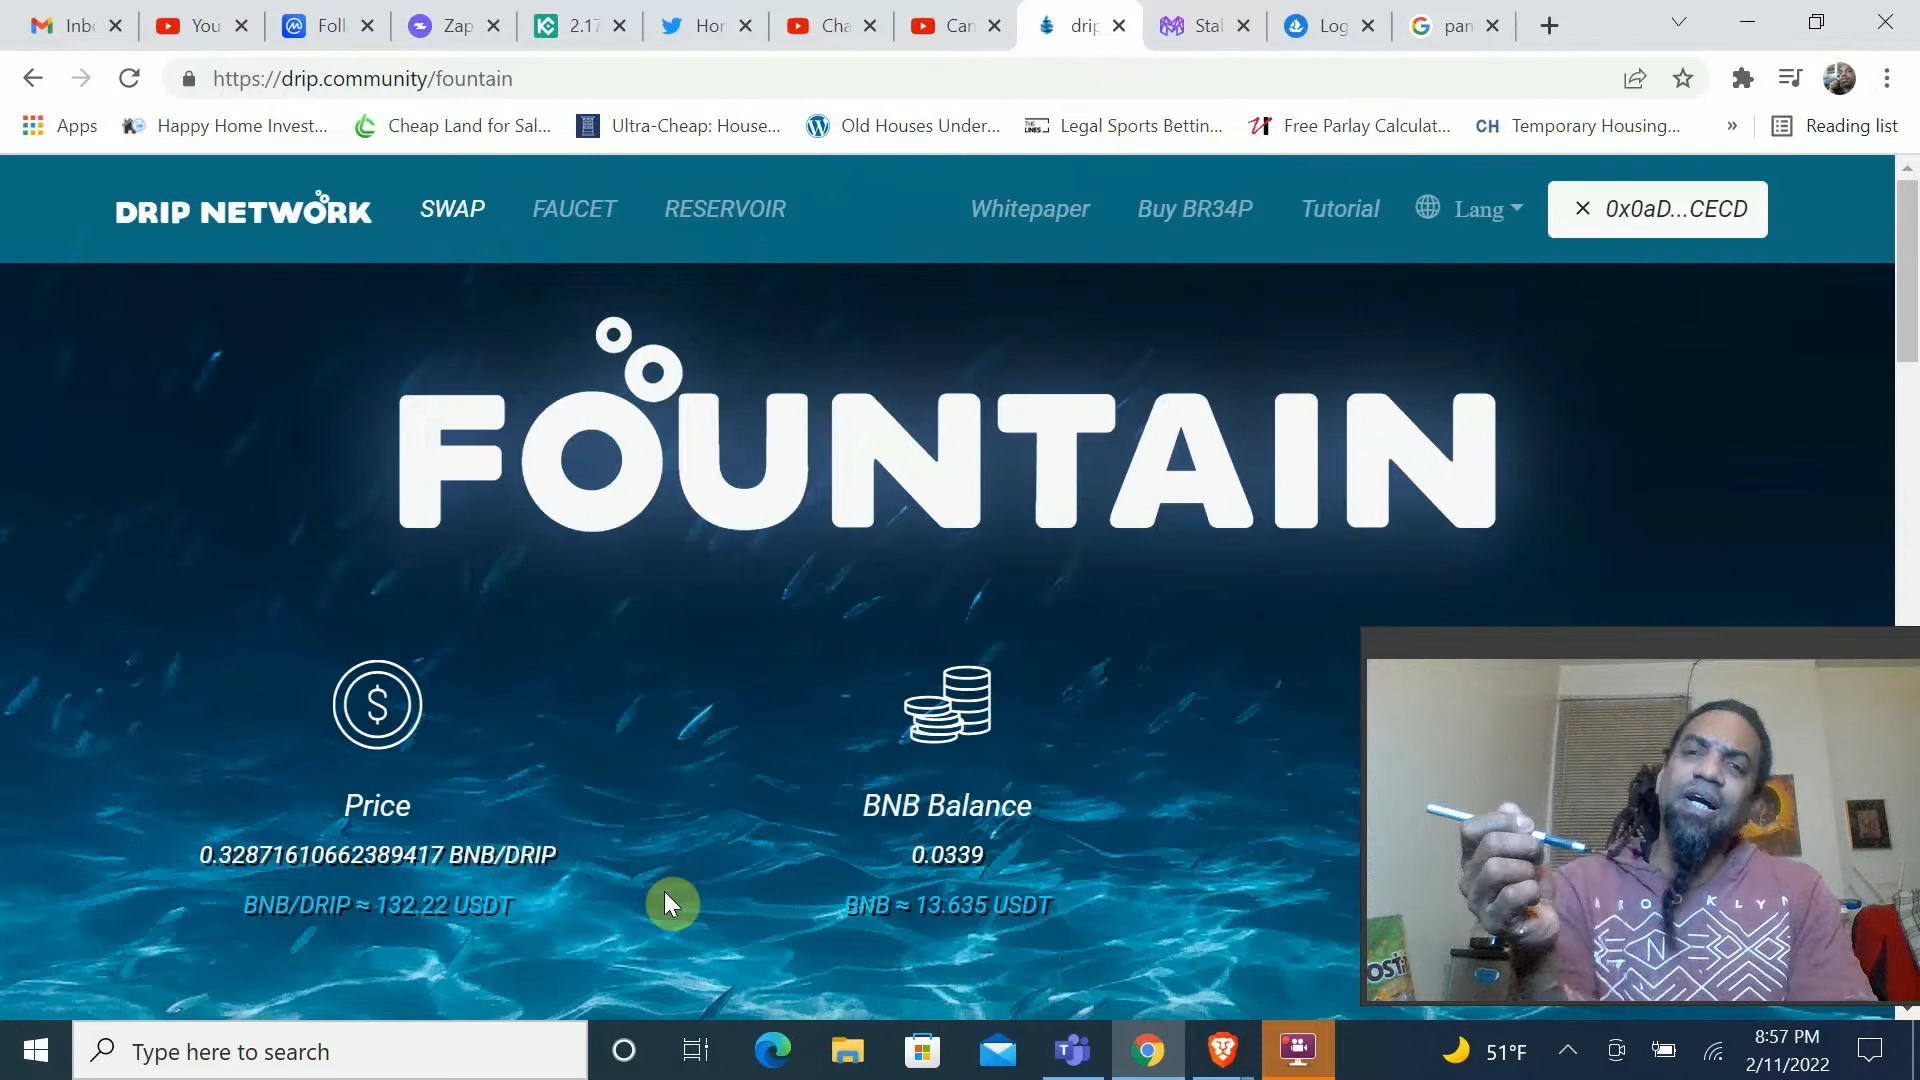 Inb
You
Foll
Zap
2.17
Hor
Cha
Can
drip
Stal
Log
pan
https://drip.community/fountain
Apps
Happy Home Invest...
Cheap Land for Sal...
Ultra-Cheap: House...
Old Houses Under...
Legal Sports Bettin...
Free Parlay Calculat...
CH Temporary Housing...
»
Reading list
DRIP NETWORK
SWAP
FAUCET
RESERVOIR
Whitepaper
Buy BR34P
Tutorial
Lang
0x0aD...CECD
FOUNTAIN
Price
0.32871610662389417 BNB/DRIP
BNB/DRIP ≈ 132.22 USDT
BNB Balance
0.0339
BNB ≈ 13.635 USDT
Type here to search
51°F
8:57 PM
2/11/2022